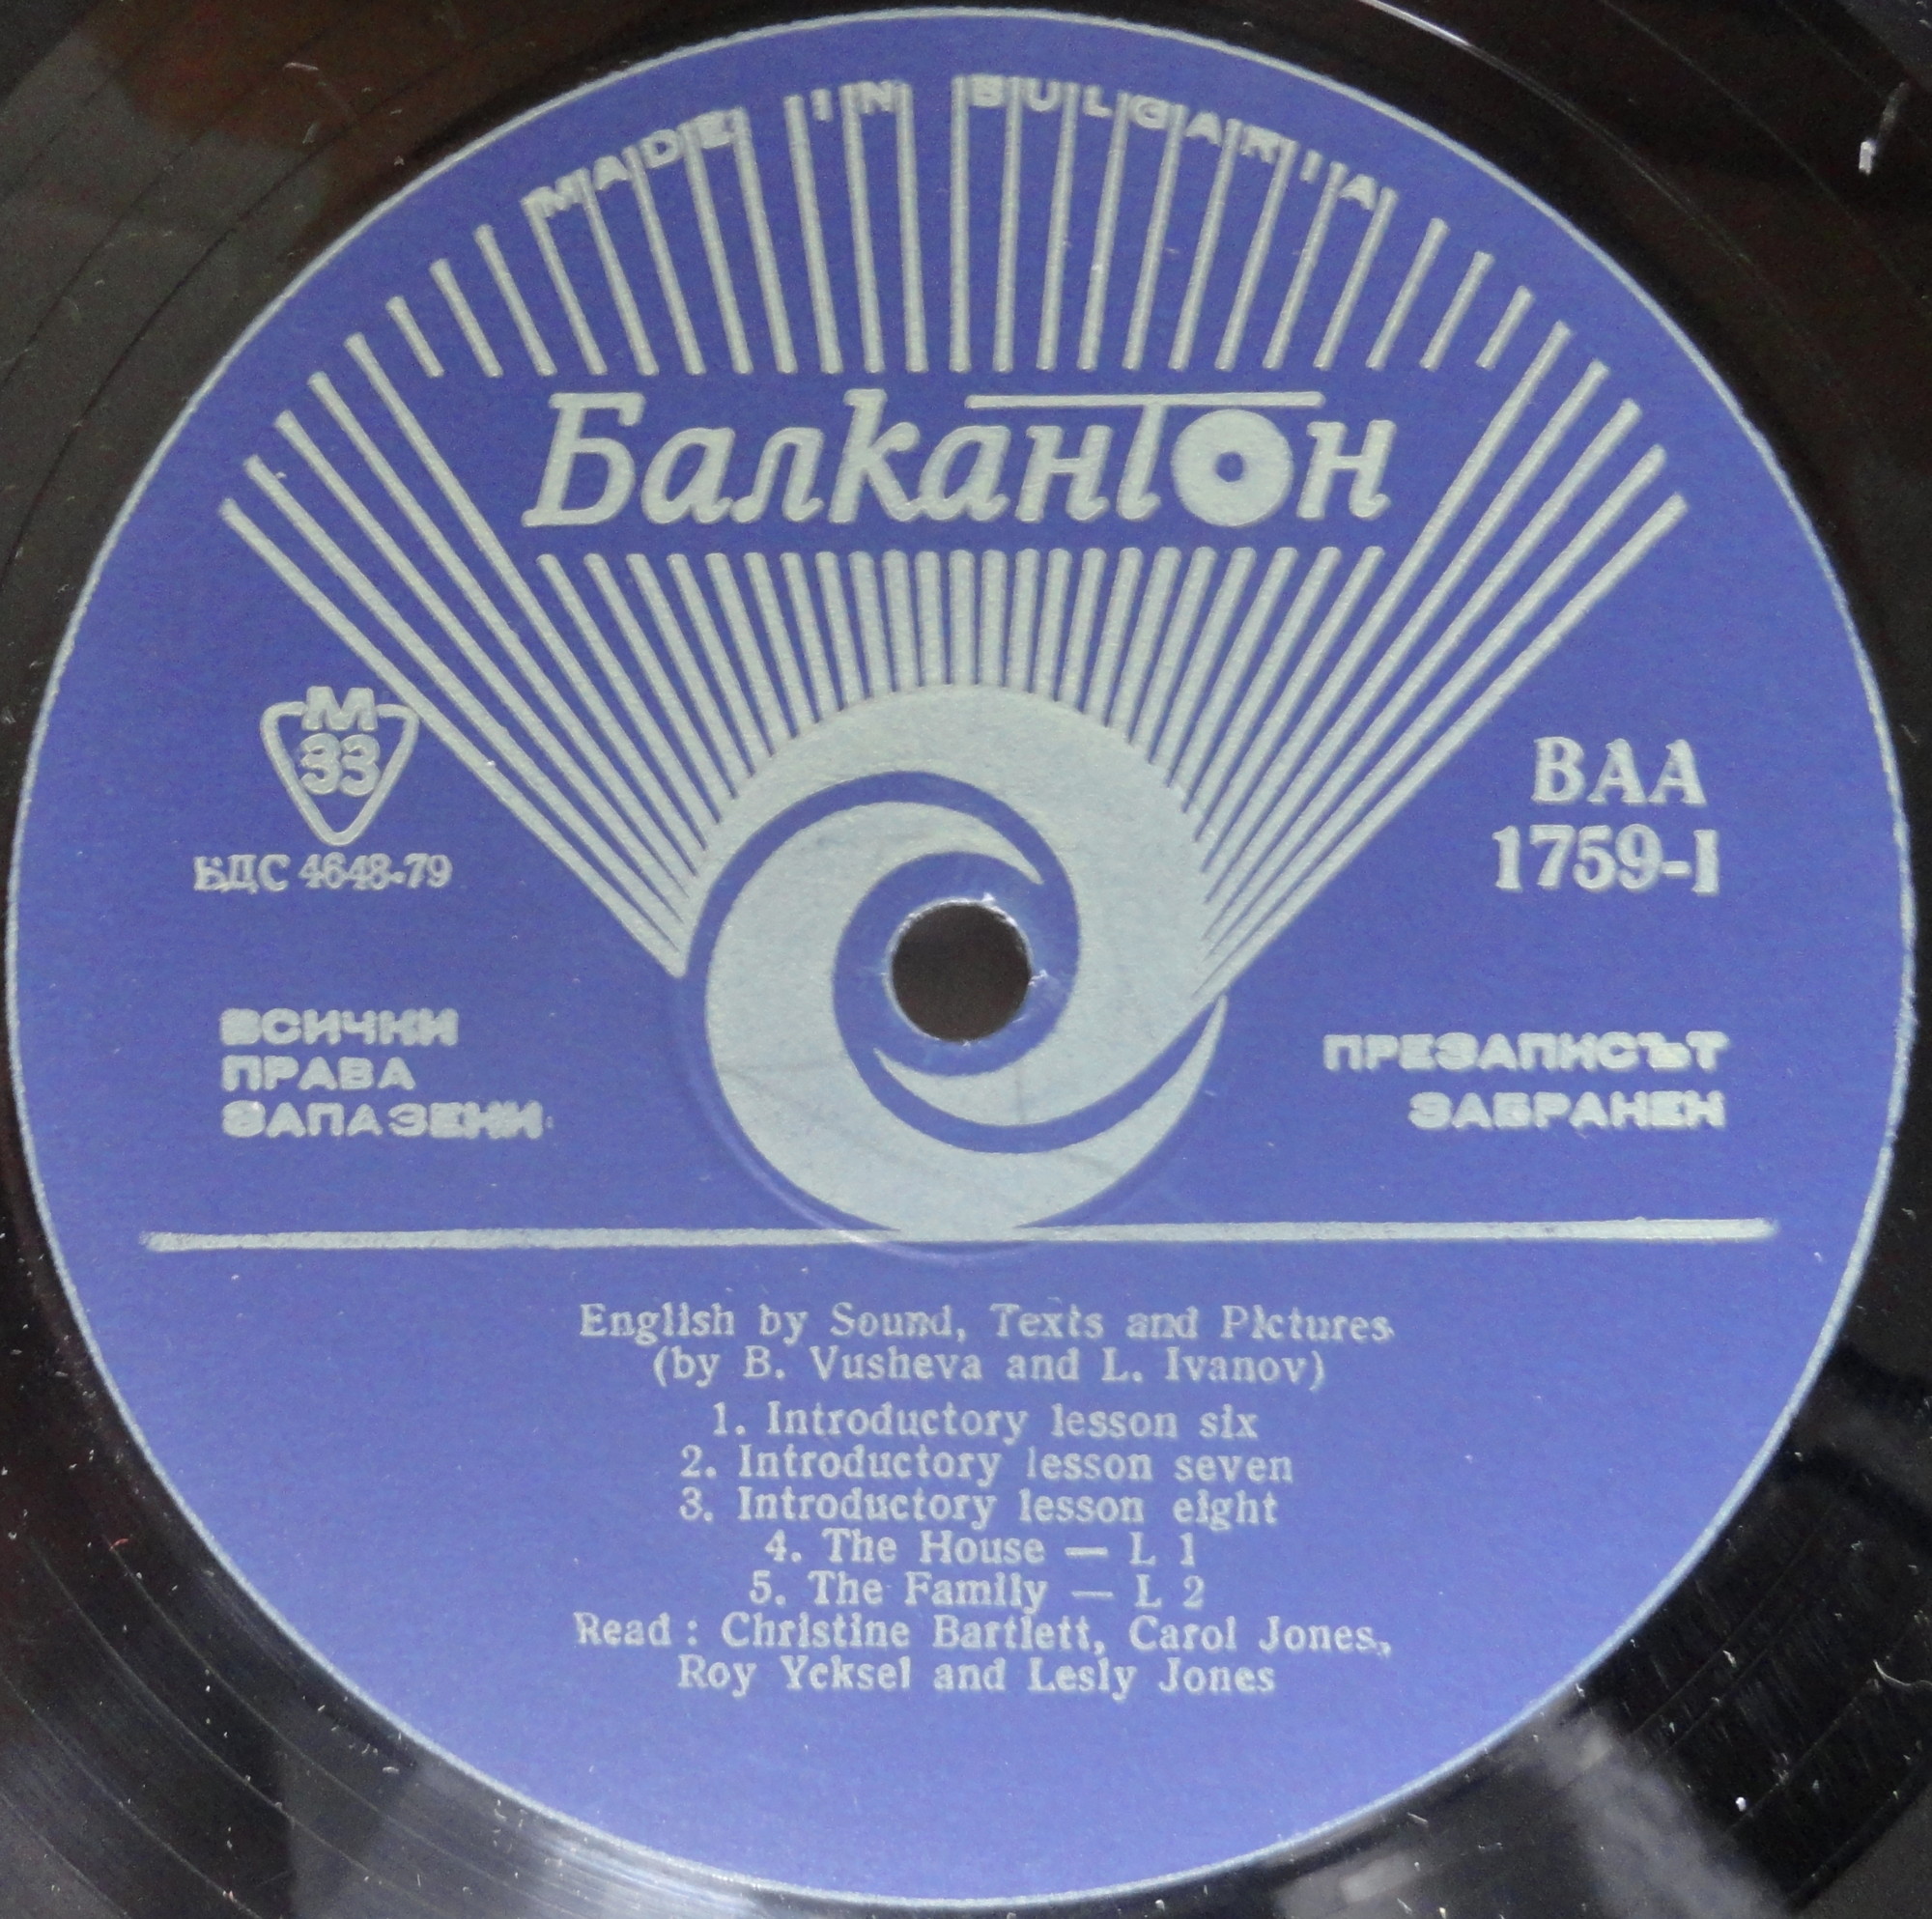 MADE IN BULGARIA
Балкантон
М
33
БДС 4648-79
ВАА
1759-I
ВСИЧКИ
ПРАВА
ЗАПАЗЕНИ
ПРЕЗАПИСЪТ
ЗАБРАНЕН
English by Sound, Texts and Pictures
(by B. Vusheva and L. Ivanov)
1. Introductory lesson six
2. Introductory lesson seven
3. Introductory lesson eight
4. The House — L 1
5. The Family — L 2
Read : Christine Bartlett, Carol Jones,
Roy Ycksel and Lesly Jones